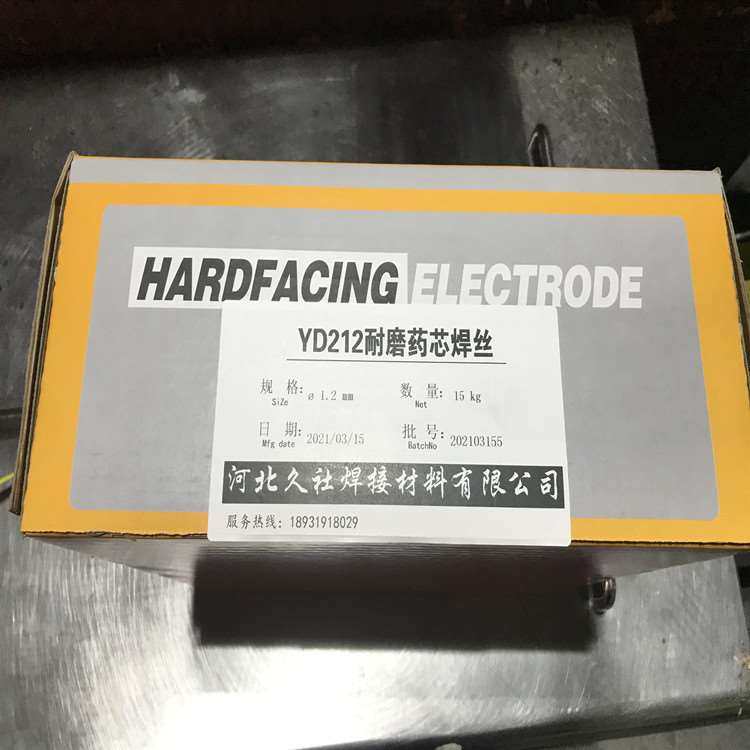 HARDFACING ELECTRODE
YD212耐磨药芯焊丝
规格: ø 1.2 mm 数量: 15 kg
SiZe Net
日期: 2021/03/15 批号: 202103155
Mfg date BatchNo
河北久社焊接材料有限公司
服务热线: 18931918029